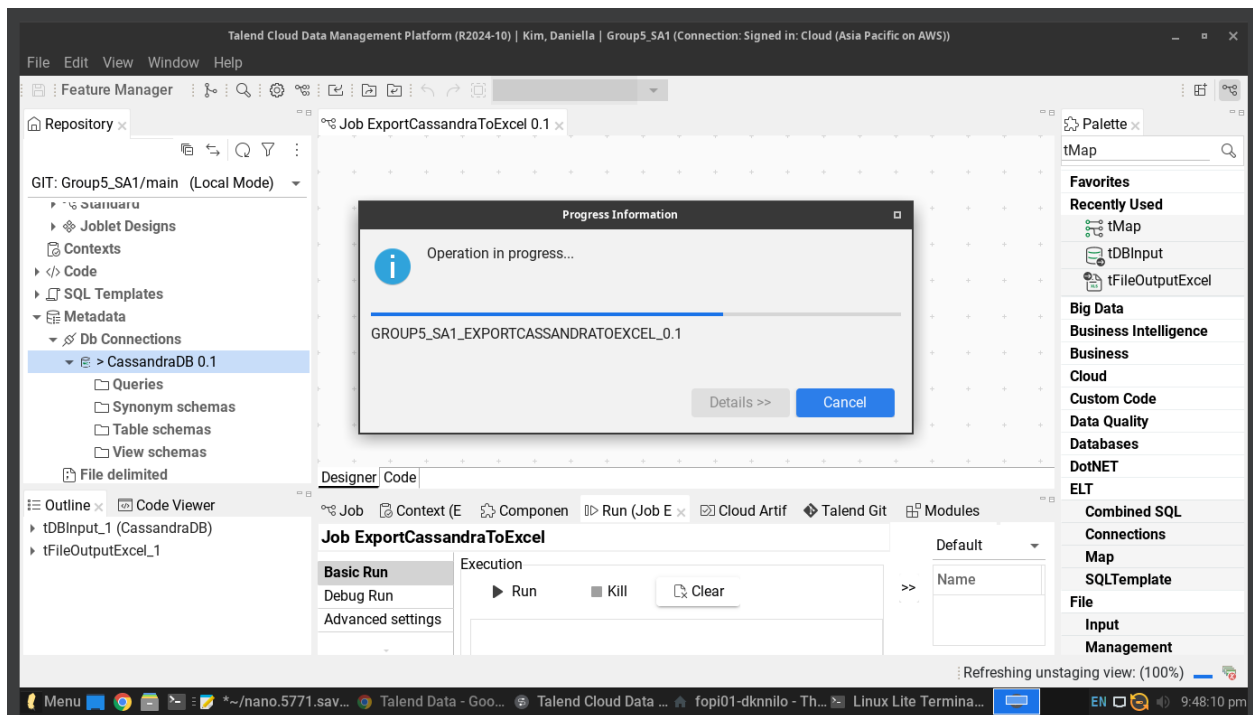 Talend Cloud Data Management Platform (R2024-10) | Kim, Daniella | Group5_SA1 (Connection: Signed in: Cloud (Asia Pacific on AWS))
File Edit View Window Help
Feature Manager
Repository
GIT: Group5_SA1/main (Local Mode)
Standard
Joblet Designs
Contexts
Code
SQL Templates
Metadata
Db Connections
> CassandraDB 0.1
Queries
Synonym schemas
Table schemas
View schemas
File delimited
Outline Code Viewer
tDBInput_1 (CassandraDB)
tFileOutputExcel_1
Job ExportCassandraToExcel 0.1
Progress Information
Operation in progress...
GROUP5_SA1_EXPORTCASSANDRATOEXCEL_0.1
Details >> Cancel
Designer Code
Job Context (E Componen Run (Job E Cloud Artif Talend Git Modules
Job ExportCassandraToExcel
Basic Run
Debug Run
Advanced settings
Execution
Run Kill Clear
>>
Default
Name
Palette
tMap
Favorites
Recently Used
tMap
tDBInput
tFileOutputExcel
Big Data
Business Intelligence
Business
Cloud
Custom Code
Data Quality
Databases
DotNET
ELT
Combined SQL
Connections
Map
SQLTemplate
File
Input
Management
Refreshing unstaging view: (100%)
Menu *~/nano.5771.sav... Talend Data - Goo... Talend Cloud Data ... fopi01-dknnilo - Th... Linux Lite Termina... EN 9:48:10 pm